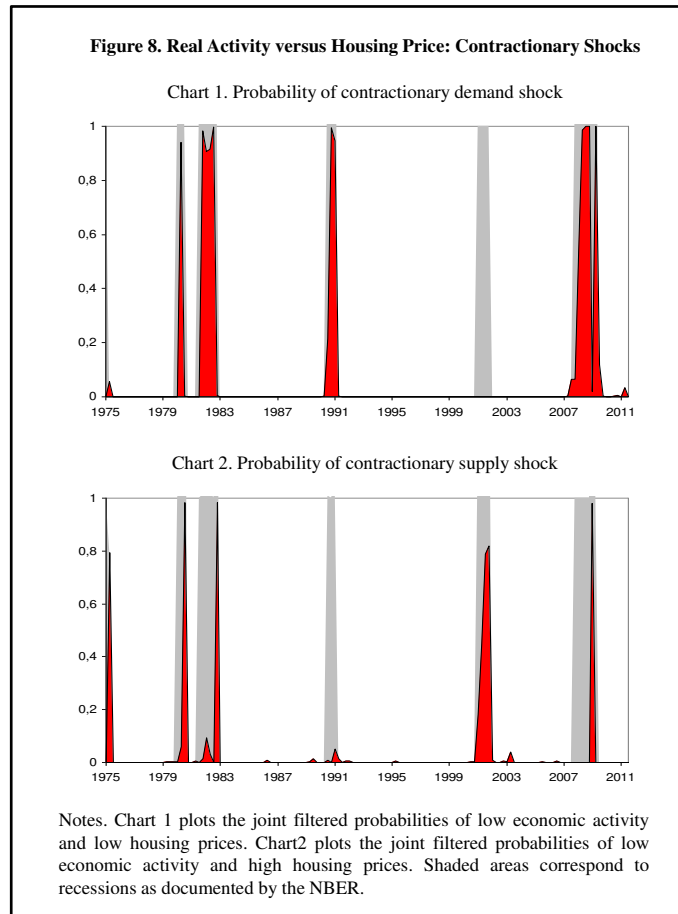 Figure 8. Real Activity versus Housing Price: Contractionary Shocks
Chart 1. Probability of contractionary demand shock
1
0,8
0,6
0,4
0,2
0
1975 1979 1983 1987 1991 1995 1999 2003 2007 2011
Chart 2. Probability of contractionary supply shock
1
0,8
0,6
0,4
0,2
0
1975 1979 1983 1987 1991 1995 1999 2003 2007 2011
Notes. Chart 1 plots the joint filtered probabilities of low economic activity
and low housing prices. Chart2 plots the joint filtered probabilities of low
economic activity and high housing prices. Shaded areas correspond to
recessions as documented by the NBER.